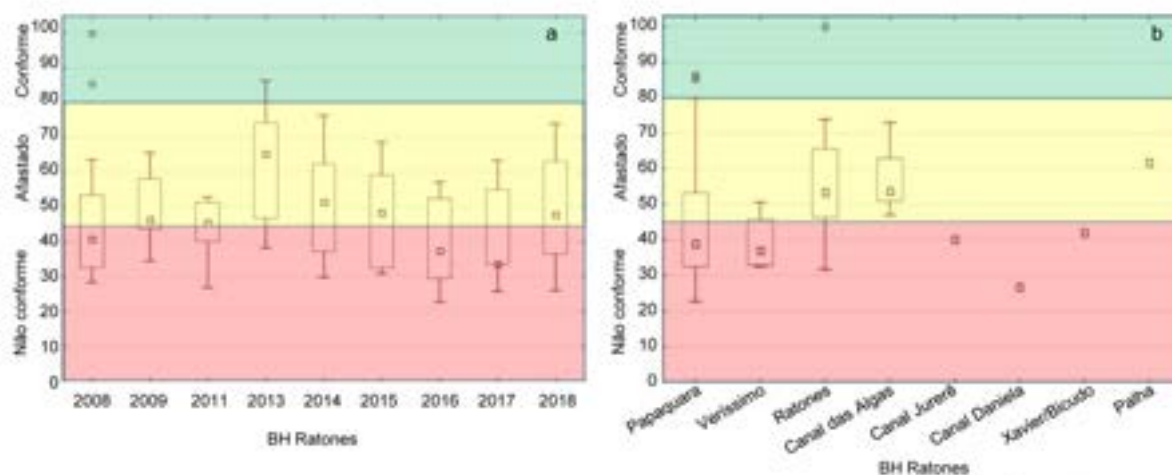 a
Conforme
Afastado
Não conforme
100
90
80
70
60
50
40
30
20
10
0
2008 2009 2011 2013 2014 2015 2016 2017 2018
BH Ratones
b
Conforme
Afastado
Não conforme
100
90
80
70
60
50
40
30
20
10
0
Papaquara Veríssimo Ratones Canal das Algas Canal Jurerê Canal Daniela Xavier/Bicudo Palha
BH Ratones